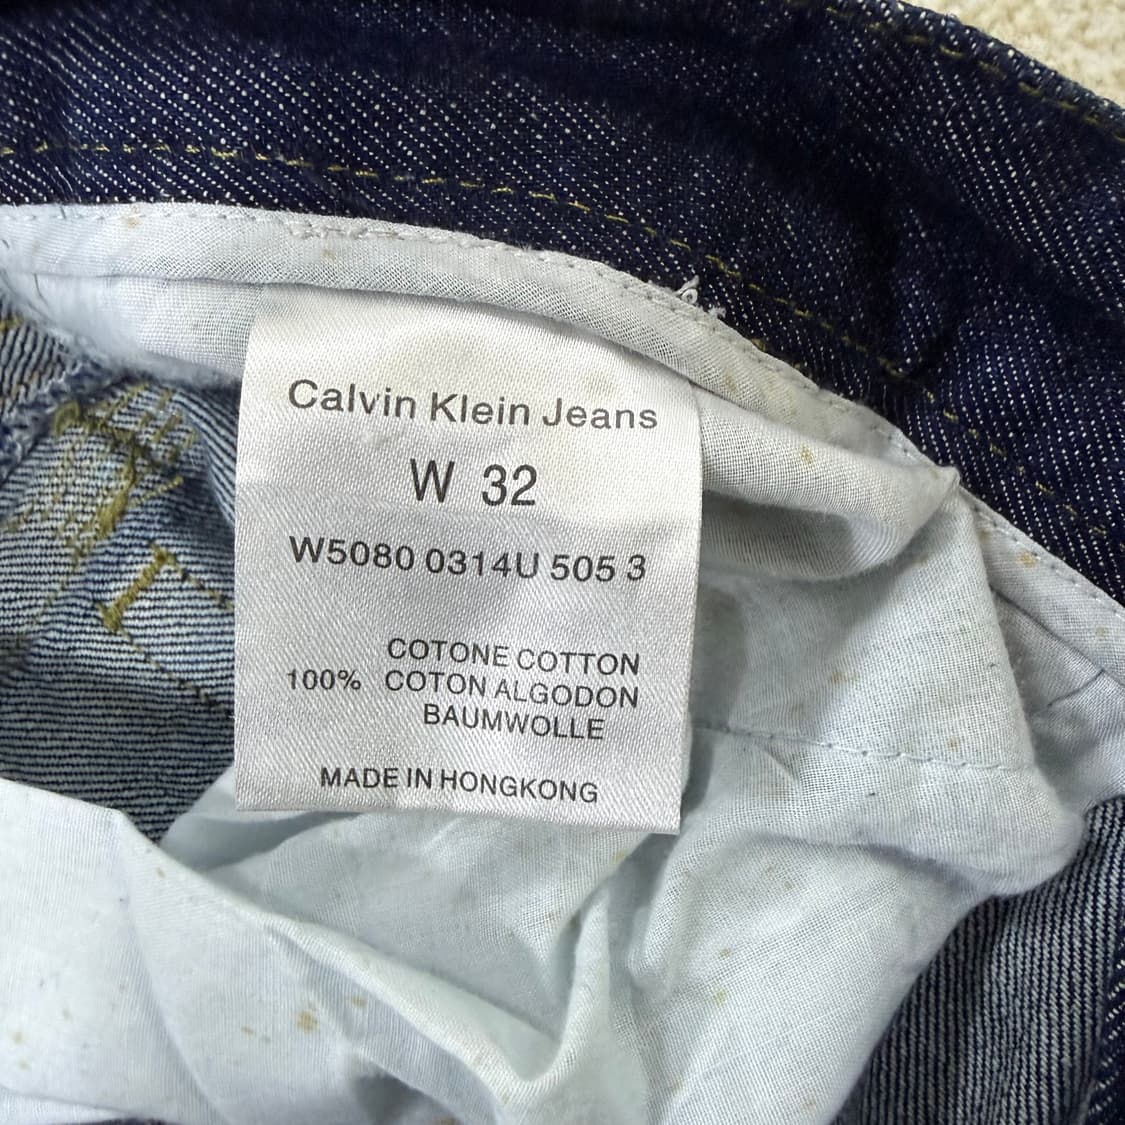 Calvin Klein Jeans
W 32
W5080 0314U 505 3
COTONE COTTON
100% COTON ALGODON
BAUMWOLLE
MADE IN HONGKONG